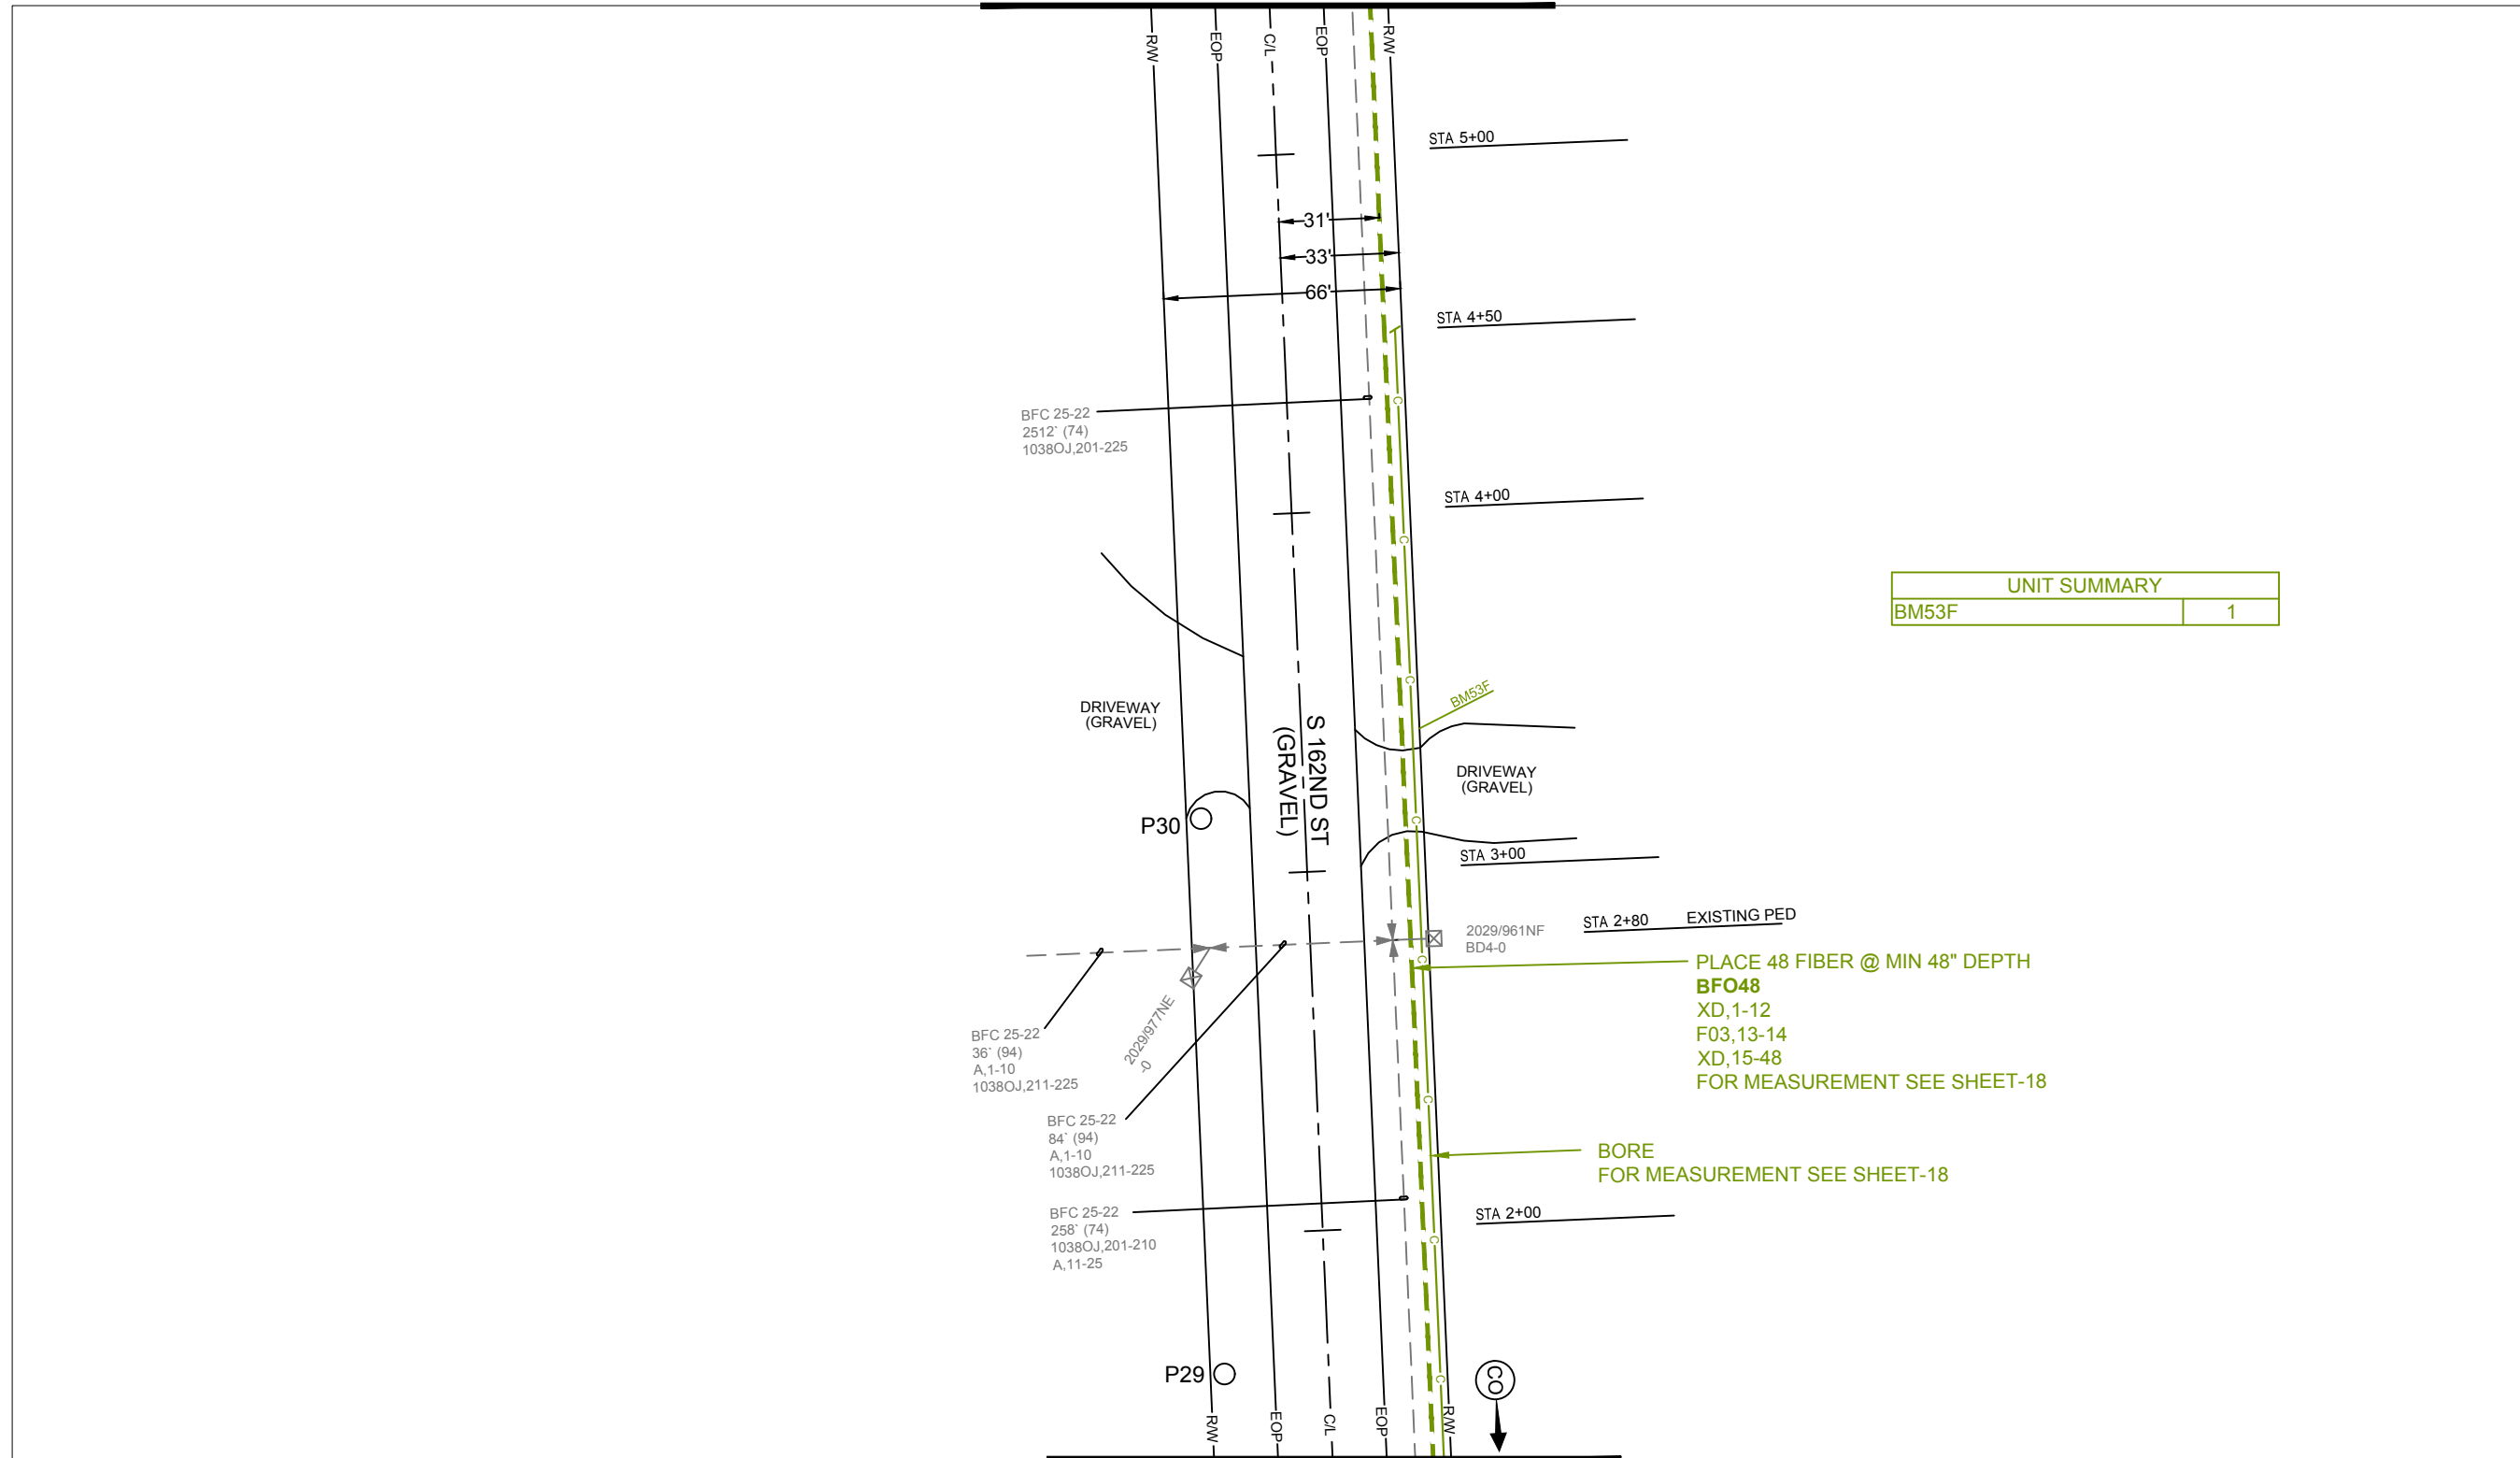 R/W
EOP
C/L
EOP
R/W
STA 5+00
31'
33'
66'
STA 4+50
C
BFC 25-22
2512` (74)
1038OJ,201-225
STA 4+00
C
UNIT SUMMARY
BM53F 1
C
BM53F
DRIVEWAY
(GRAVEL)
S 162ND ST
(GRAVEL)
DRIVEWAY
(GRAVEL)
C
P30
STA 3+00
STA 2+80 EXISTING PED
2029/961NF
BD4-0
C
PLACE 48 FIBER @ MIN 48" DEPTH
BFO48
XD,1-12
F03,13-14
XD,15-48
FOR MEASUREMENT SEE SHEET-18
2029/977NE
-0
BFC 25-22
36` (94)
A,1-10
1038OJ,211-225
C
BFC 25-22
84` (94)
A,1-10
1038OJ,211-225
BORE
FOR MEASUREMENT SEE SHEET-18
BFC 25-22
258` (74)
1038OJ,201-210
A,11-25
STA 2+00
C
P29
C
CO
R/W
EOP
C/L
EOP
R/W